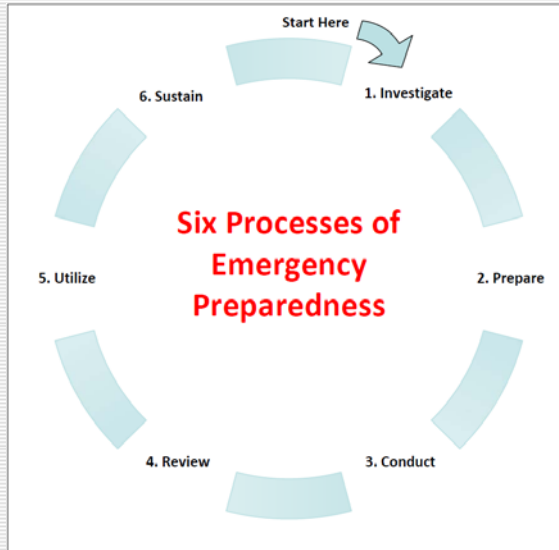 Start Here
1. Investigate
6. Sustain
Six Processes of
Emergency
Preparedness
5. Utilize
2. Prepare
4. Review
3. Conduct